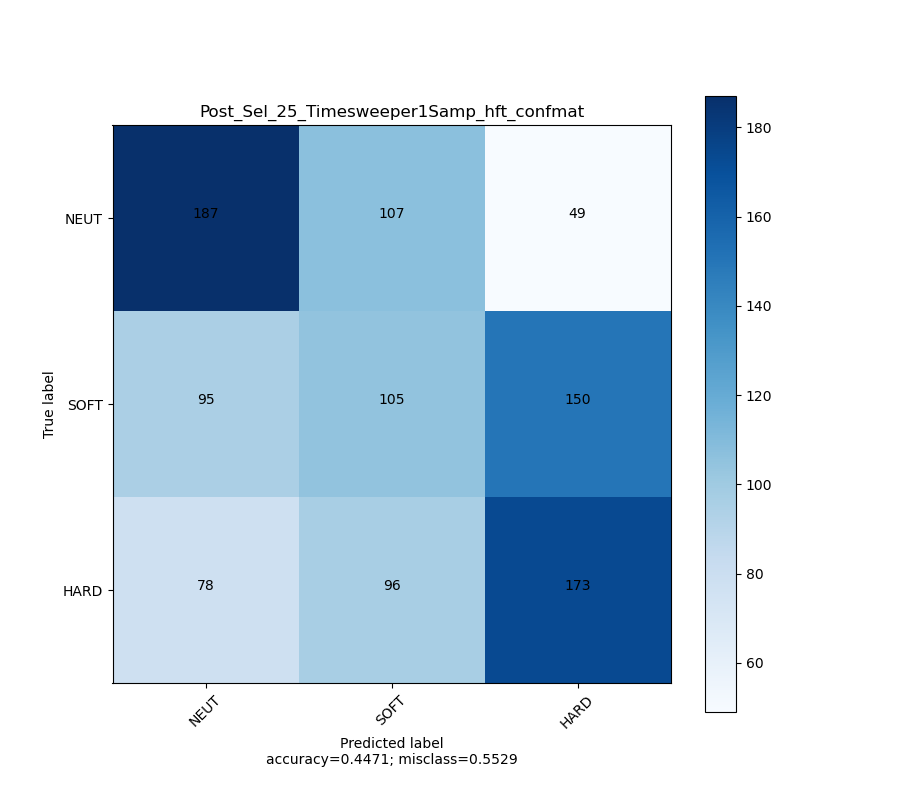 Post_Sel_25_Timesweeper1Samp_hft_confmat
180
160
140
120
100
80
60
True label
NEUT 187 107 49
SOFT 95 105 150
HARD 78 96 173
NEUT SOFT HARD
Predicted label
accuracy=0.4471; misclass=0.5529